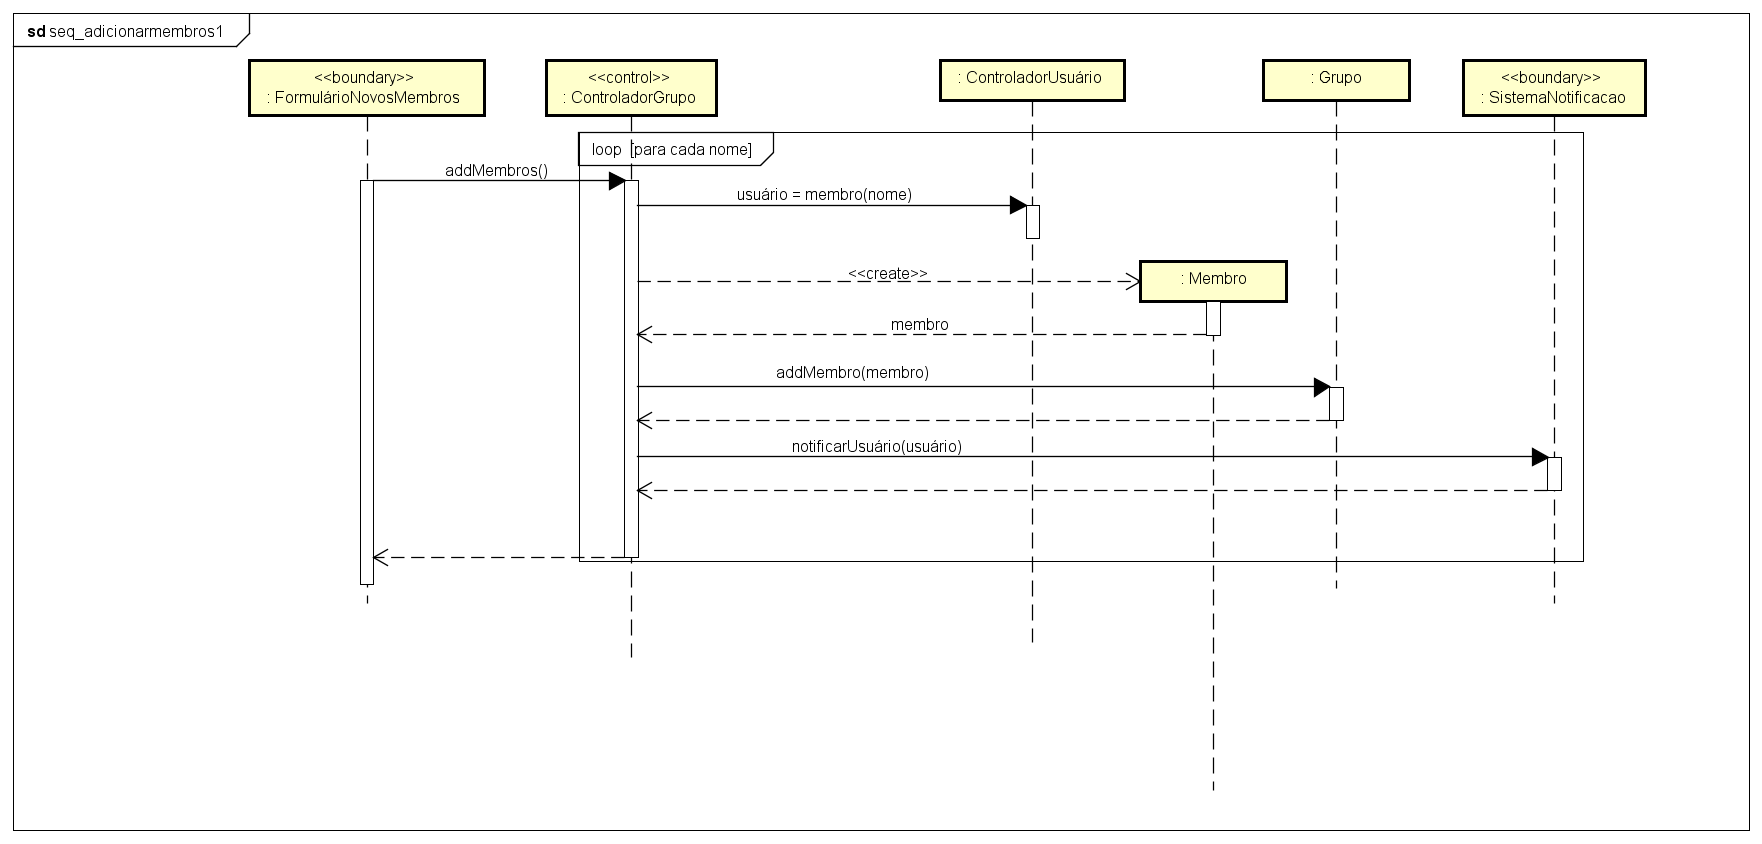 sd seq_adicionarmembros1
<<boundary>>
: FormulárioNovosMembros
<<control>>
: ControladorGrupo
: ControladorUsuário
: Grupo
<<boundary>>
: SistemaNotificacao
loop [para cada nome]
addMembros()
usuário = membro(nome)
<<create>>
: Membro
membro
addMembro(membro)
notificarUsuário(usuário)